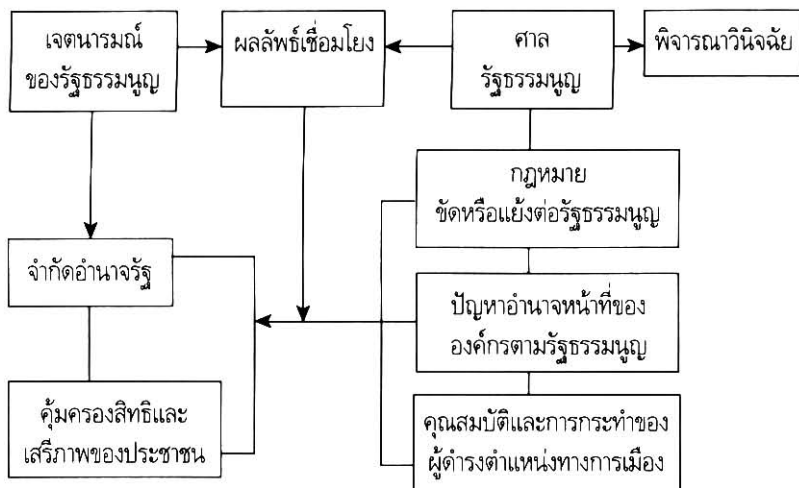 เจตนารมณ์
ของรัฐธรรมนูญ
ผลลัพธ์เชื่อมโยง
ศาล
รัฐธรรมนูญ
พิจารณาวินิจฉัย
กฎหมาย
ขัดหรือแย้งต่อรัฐธรรมนูญ
จำกัดอำนาจรัฐ
ปัญหาอำนาจหน้าที่ของ
องค์กรตามรัฐธรรมนูญ
คุ้มครองสิทธิและ
เสรีภาพของประชาชน
คุณสมบัติและการกระทำของ
ผู้ดำรงตำแหน่งทางการเมือง